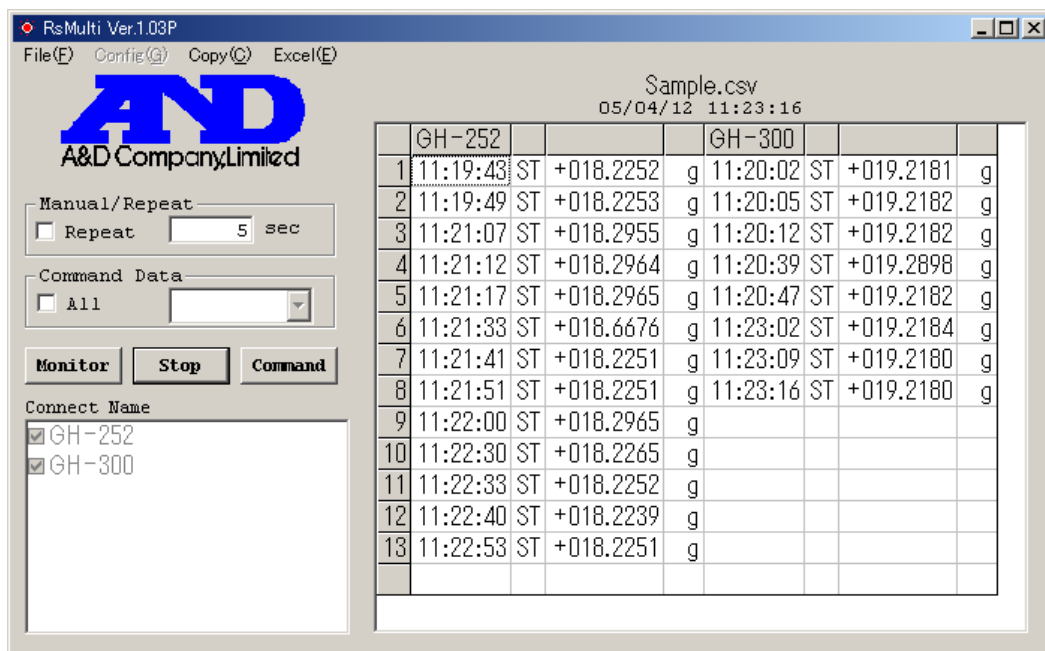 RsMulti Ver.1.03P
File(F) Config(G) Copy(C) Excel(E)
AND
A&D Company,Limited
Manual/Repeat
Repeat 5 sec
Command Data
All
Monitor Stop Command
Connect Name
GH-252
GH-300
Sample.csv
05/04/12 11:23:16
GH-252 GH-300
1 11:19:43 ST +018.2252 g 11:20:02 ST +019.2181 g
2 11:19:49 ST +018.2253 g 11:20:05 ST +019.2182 g
3 11:21:07 ST +018.2955 g 11:20:12 ST +019.2182 g
4 11:21:12 ST +018.2964 g 11:20:39 ST +019.2898 g
5 11:21:17 ST +018.2965 g 11:20:47 ST +019.2182 g
6 11:21:33 ST +018.6676 g 11:23:02 ST +019.2184 g
7 11:21:41 ST +018.2251 g 11:23:09 ST +019.2180 g
8 11:21:51 ST +018.2251 g 11:23:16 ST +019.2180 g
9 11:22:00 ST +018.2965 g
10 11:22:30 ST +018.2265 g
11 11:22:33 ST +018.2252 g
12 11:22:40 ST +018.2239 g
13 11:22:53 ST +018.2251 g